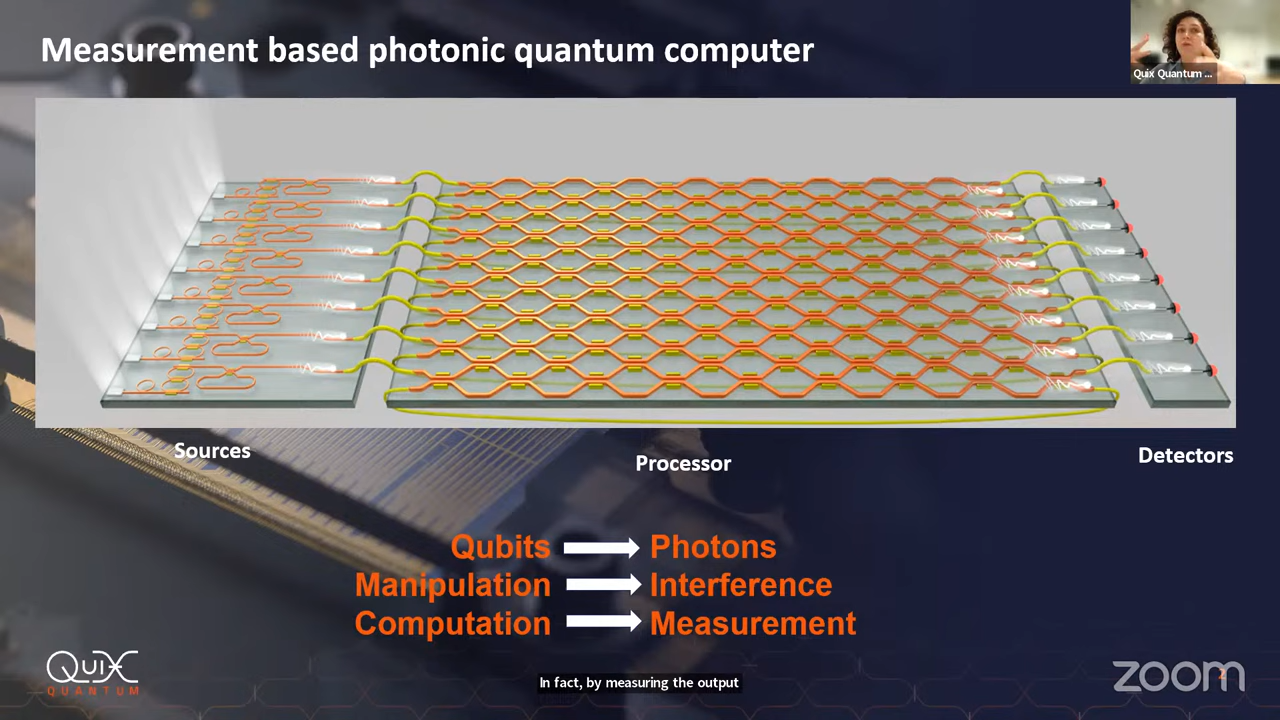 Measurement based photonic quantum computer
Quix Quantum ...
Sources
Processor
Detectors
Qubits Photons
Manipulation Interference
Computation Measurement
QuiX
QUANTUM
In fact, by measuring the output
zoom